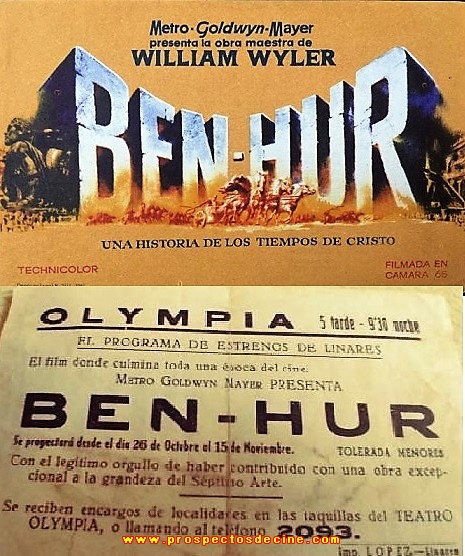 Metro-Goldwyn-Mayer
presenta la obra maestra de
WILLIAM WYLER
BEN-HUR
UNA HISTORIA DE LOS TIEMPOS DE CRISTO
TECHNICOLOR
FILMADA EN
CAMARA 65
OLYMPIA 5 tarde - 9'30 noche
EL PROGRAMA DE ESTRENOS DE LINARES
El film donde culmina toda una época del cine.
METRO GOLDWYN MAYER PRESENTA
BEN-HUR
Se proyectará desde el día 26 de Octbre al 15 de Noviembre. TOLERADA MENORES
Con el legítimo orgullo de haber contribuído con una obra excep-
cional a la grandeza del Séptimo Arte.
Se reciben encargos de localidades en las taquillas del TEATRO
OLYMPIA, o llamando al teléfono 2093.
www.prospectosdecine.com
Imp. LOPEZ-Linares